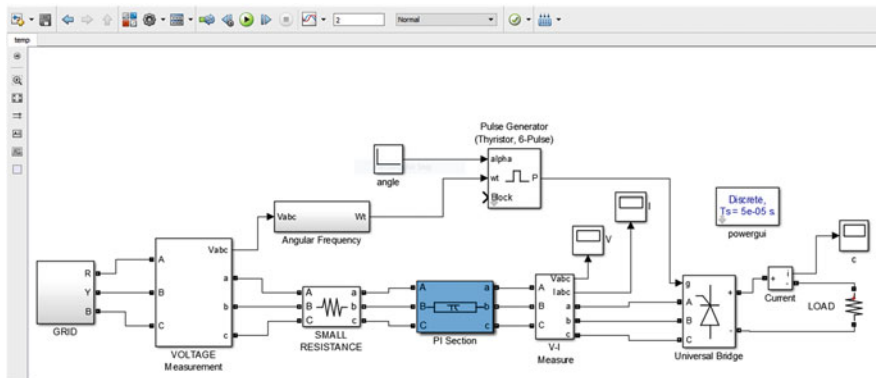 2
Normal
temp
Pulse Generator
(Thyristor, 6-Pulse)
alpha
wt
P
Block
angle
Vabc
Wt
Angular Frequency
I
V
Discrete,
Ts = 5e-05 s
powergui
c
R
Y
B
GRID
A
B
C
Vabc
a
b
c
VOLTAGE
Measurement
A
B
C
a
b
c
SMALL
RESISTANCE
A
B
C
a
b
c
PI Section
A
B
C
Vabc
Iabc
a
b
c
V-I
Measure
g
A
B
C
+
-
Universal Bridge
+
i
-
Current
+
LOAD
-